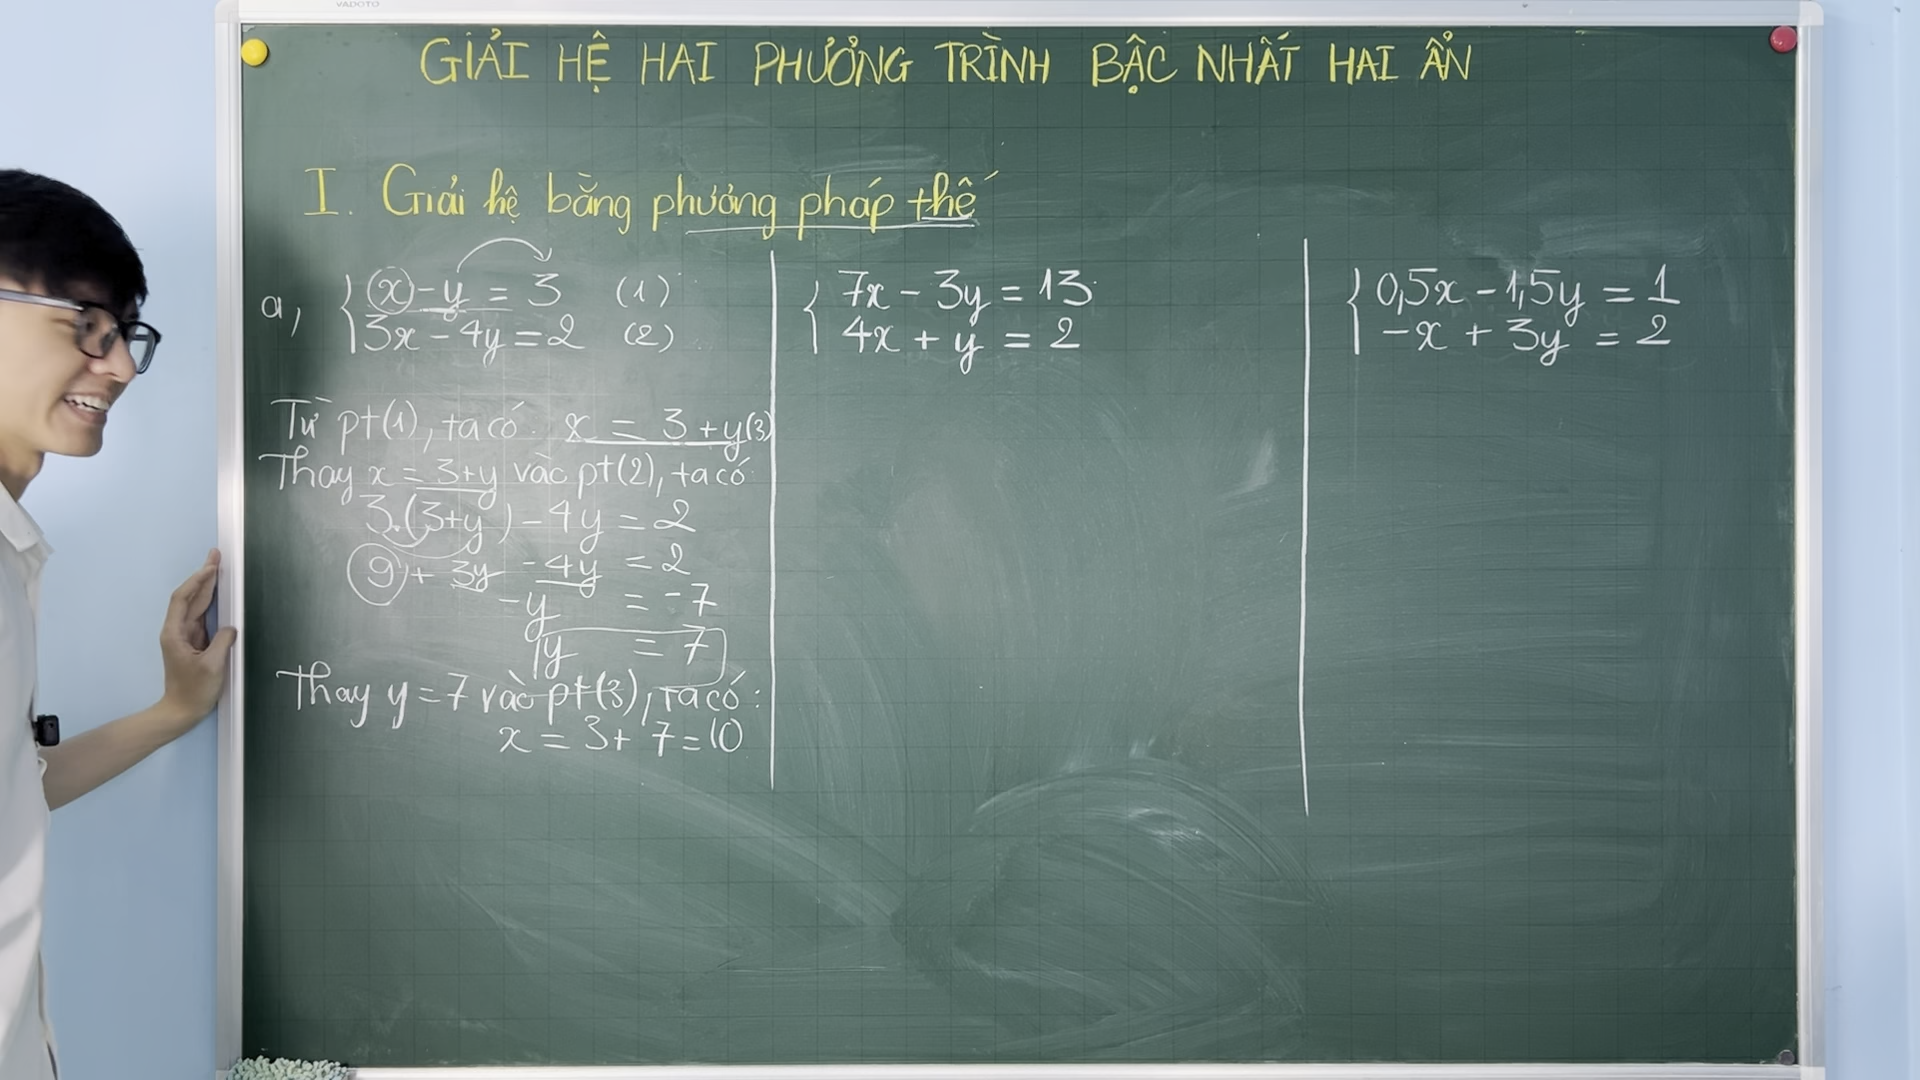 VADOTO
GIẢI HỆ HAI PHƯƠNG TRÌNH BẬC NHẤT HAI ẨN
I. Giải hệ bằng phương pháp thế
a, x - y = 3 (1)
3x - 4y = 2 (2)
Từ pt(1), ta có x = 3 + y (3)
Thay x = 3+y vào pt(2), ta có
3.(3+y) - 4y = 2
9 + 3y - 4y = 2
-y = -7
y = 7
Thay y = 7 vào pt(3), ta có:
x = 3 + 7 = 10
7x - 3y = 13
4x + y = 2
0,5x - 1,5y = 1
-x + 3y = 2